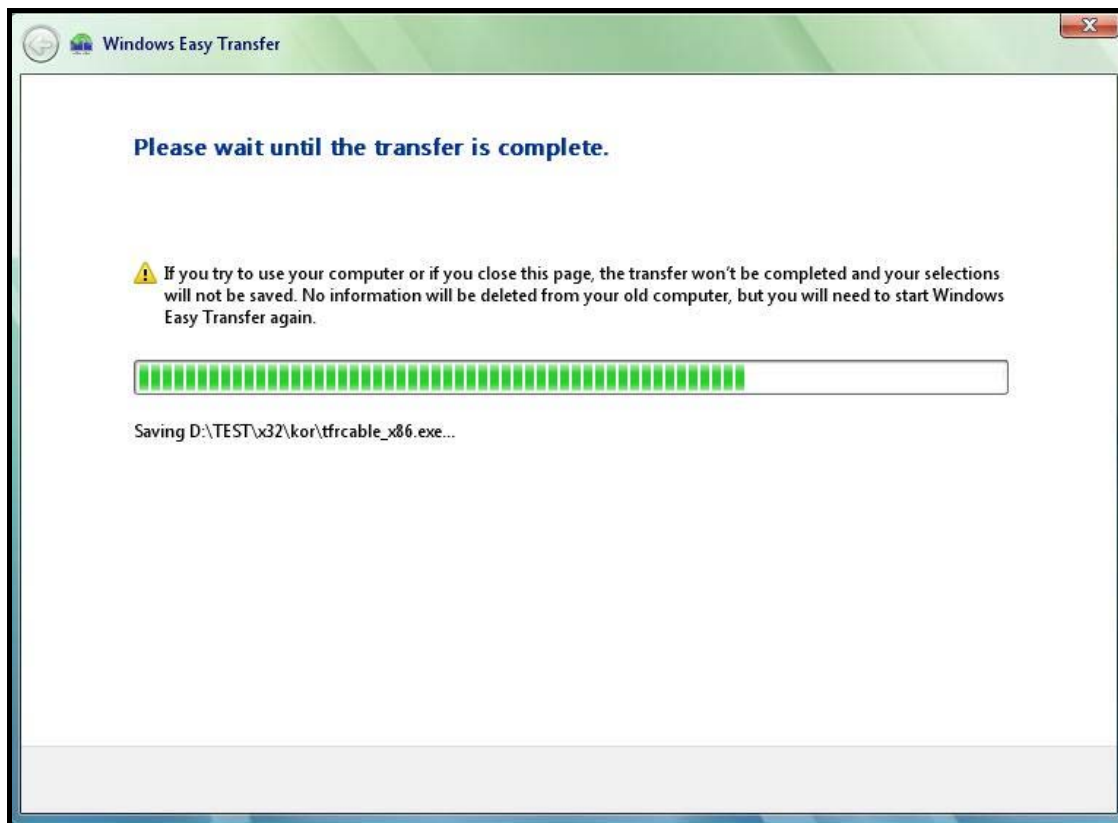 Windows Easy Transfer
Please wait until the transfer is complete.
If you try to use your computer or if you close this page, the transfer won't be completed and your selections
will not be saved. No information will be deleted from your old computer, but you will need to start Windows
Easy Transfer again.
Saving D:\TEST\x32\kor\tfrcable_x86.exe...